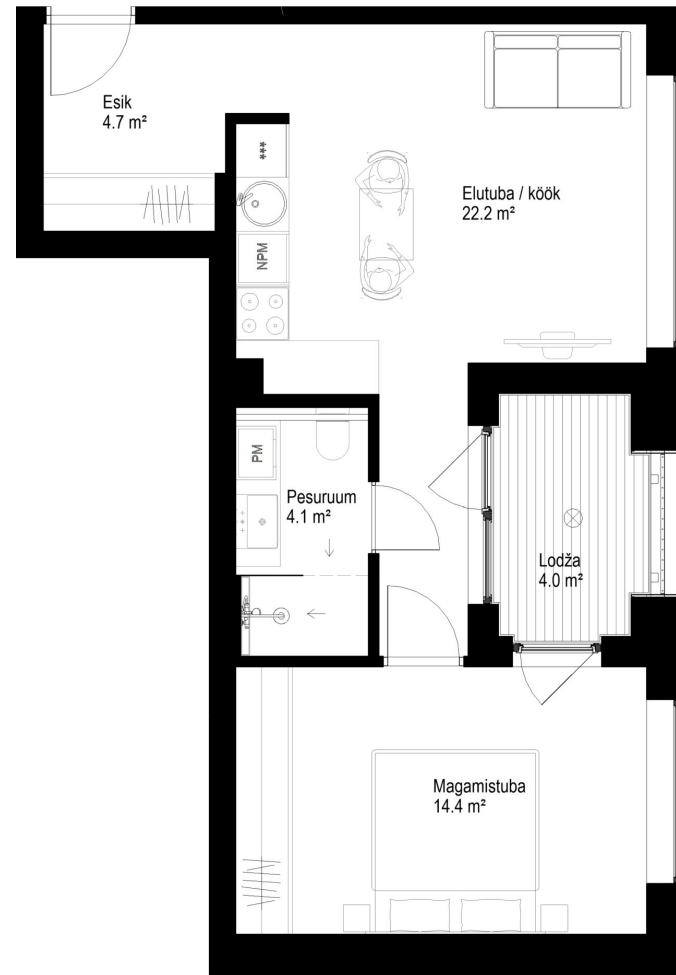 Esik
4.7 m²
***
Elutuba / köök
22.2 m²
NPM
PM
Pesuruum
4.1 m²
Lodža
4.0 m²
Magamistuba
14.4 m²